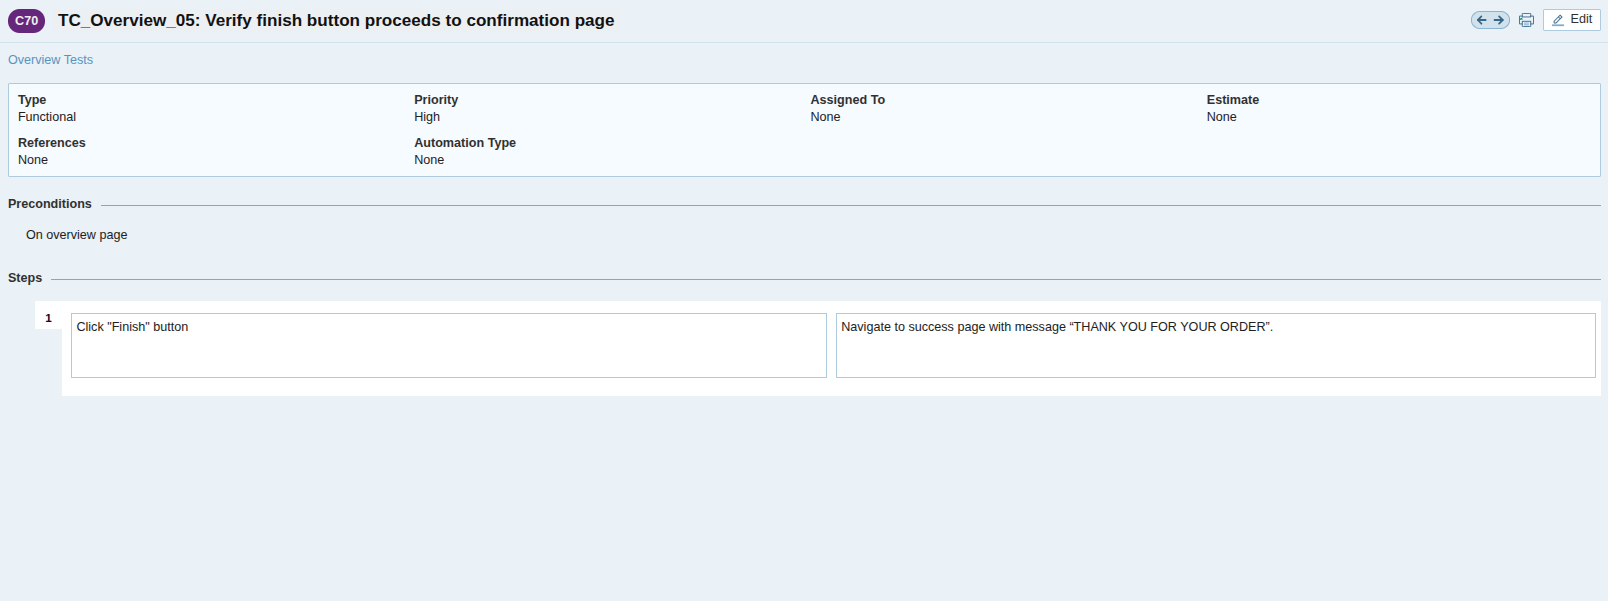 C70 TC_Overview_05: Verify finish button proceeds to confirmation page Edit
Overview Tests
Type Priority Assigned To Estimate
Functional High None None
References Automation Type
None None
Preconditions
On overview page
Steps
1 Click "Finish" button Navigate to success page with message “THANK YOU FOR YOUR ORDER”.